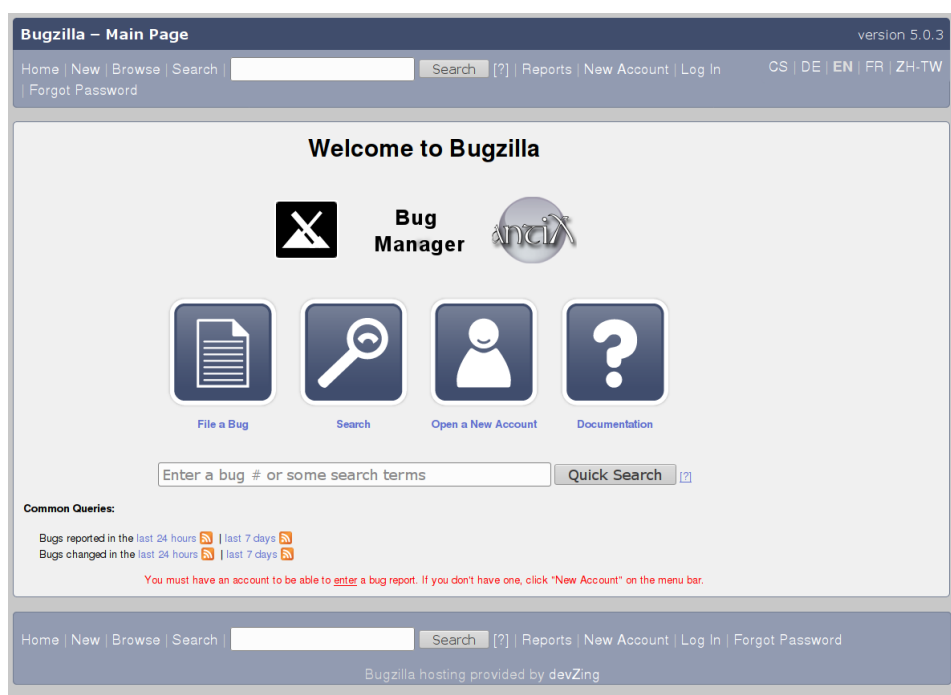 Bugzilla – Main Page version 5.0.3
Home | New | Browse | Search | Search [?] | Reports | New Account | Log In CS | DE | EN | FR | ZH-TW
| Forgot Password
Welcome to Bugzilla
Bug
Manager
antiX
File a Bug Search Open a New Account Documentation
Enter a bug # or some search terms Quick Search [?]
Common Queries:
Bugs reported in the last 24 hours | last 7 days
Bugs changed in the last 24 hours | last 7 days
You must have an account to be able to enter a bug report. If you don't have one, click "New Account" on the menu bar.
Home | New | Browse | Search | Search [?] | Reports | New Account | Log In | Forgot Password
Bugzilla hosting provided by devZing